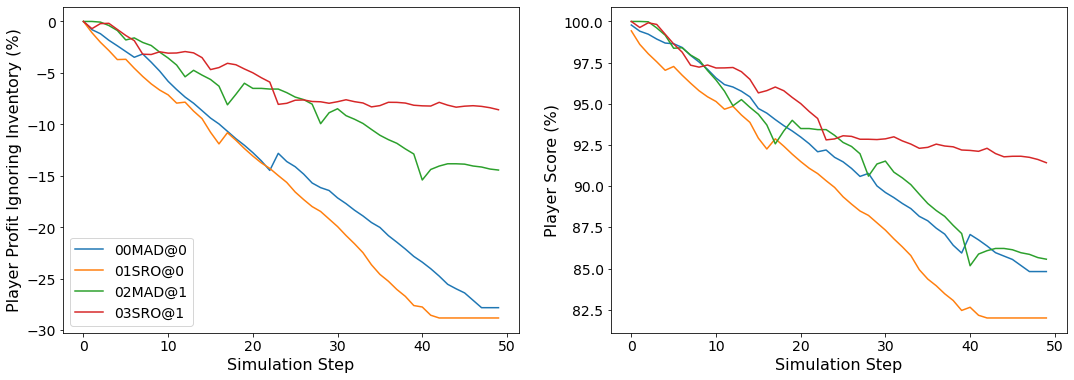 Player Profit Ignoring Inventory (%)
0
−5
−10
−15
−20
−25
−30
00MAD@0
01SRO@0
02MAD@1
03SRO@1
0 10 20 30 40 50
Simulation Step
Player Score (%)
100.0
97.5
95.0
92.5
90.0
87.5
85.0
82.5
0 10 20 30 40 50
Simulation Step